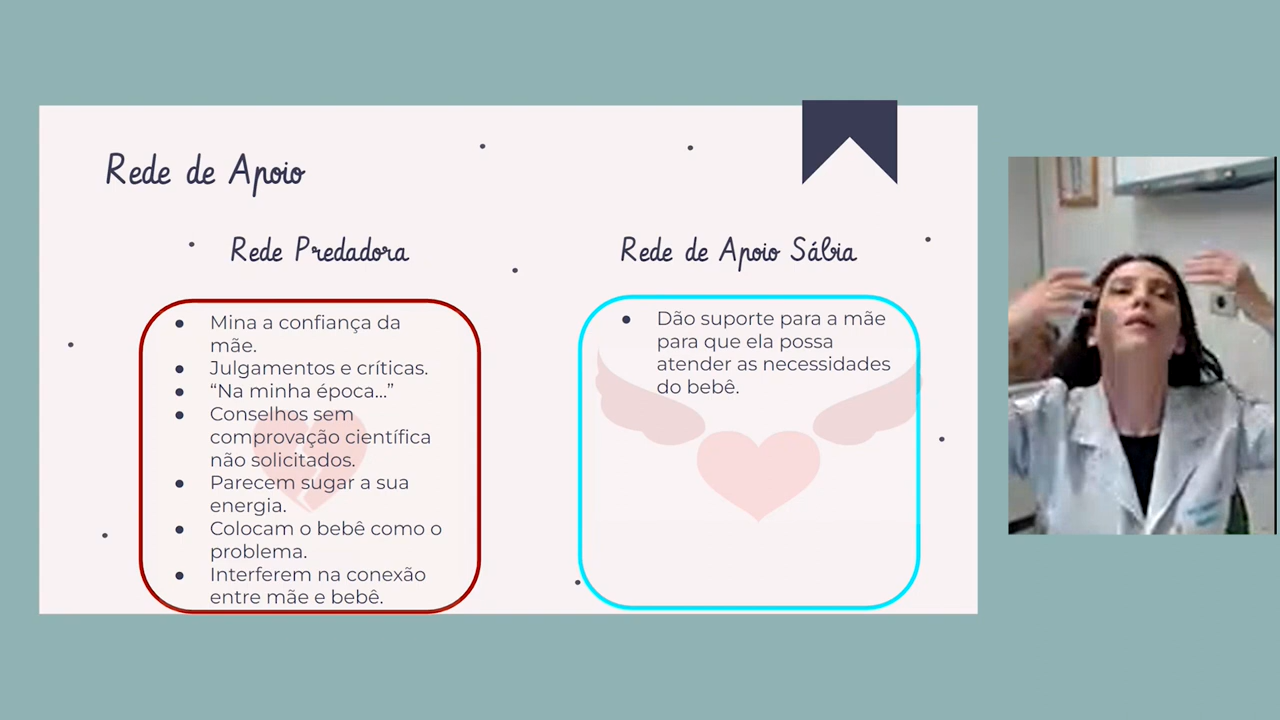 Rede de Apoio
Rede Predadora
Mina a confiança da
mãe.
Julgamentos e críticas.
“Na minha época...”
Conselhos sem
comprovação científica
não solicitados.
Parecem sugar a sua
energia.
Colocam o bebê como o
problema.
Interferem na conexão
entre mãe e bebê.
Rede de Apoio Sábia
Dão suporte para a mãe
para que ela possa
atender as necessidades
do bebê.